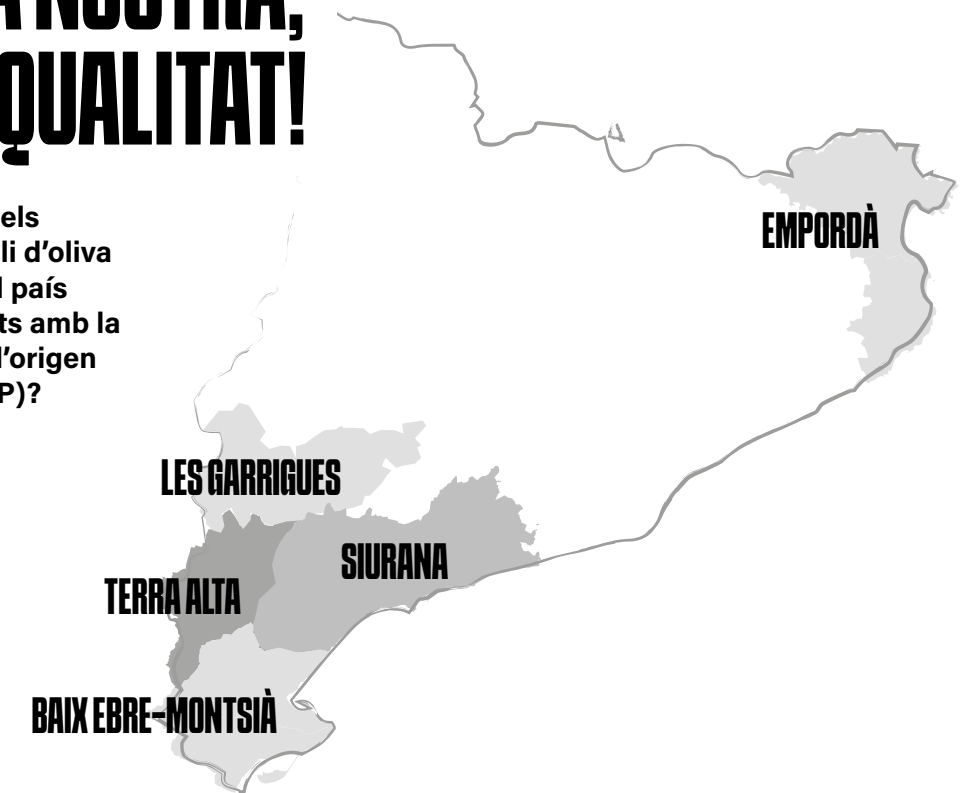 A NOSTRA,
QUALITAT!
els
li d'oliva
l país
ts amb la
l'origen
P)?
EMPORDÀ
LES GARRIGUES
SIURANA
TERRA ALTA
BAIX EBRE-MONTSIÀ